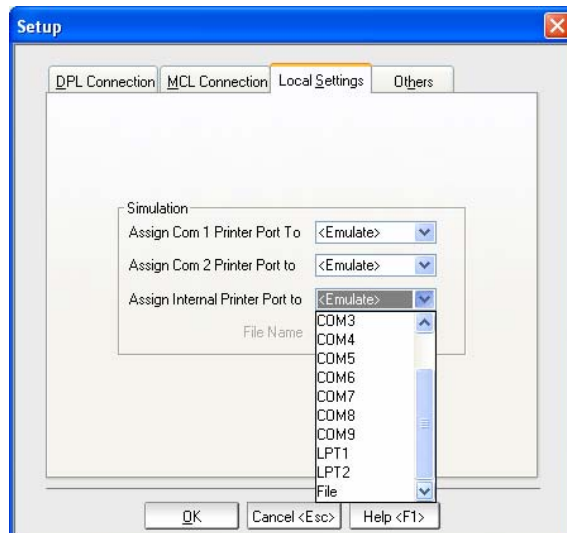 Setup
DPL Connection MCL Connection Local Settings Others
Simulation
Assign Com 1 Printer Port To <Emulate>
Assign Com 2 Printer Port to <Emulate>
Assign Internal Printer Port to <Emulate>
File Name
COM3
COM4
COM5
COM6
COM7
COM8
COM9
LPT1
LPT2
File
OK Cancel <Esc> Help <F1>